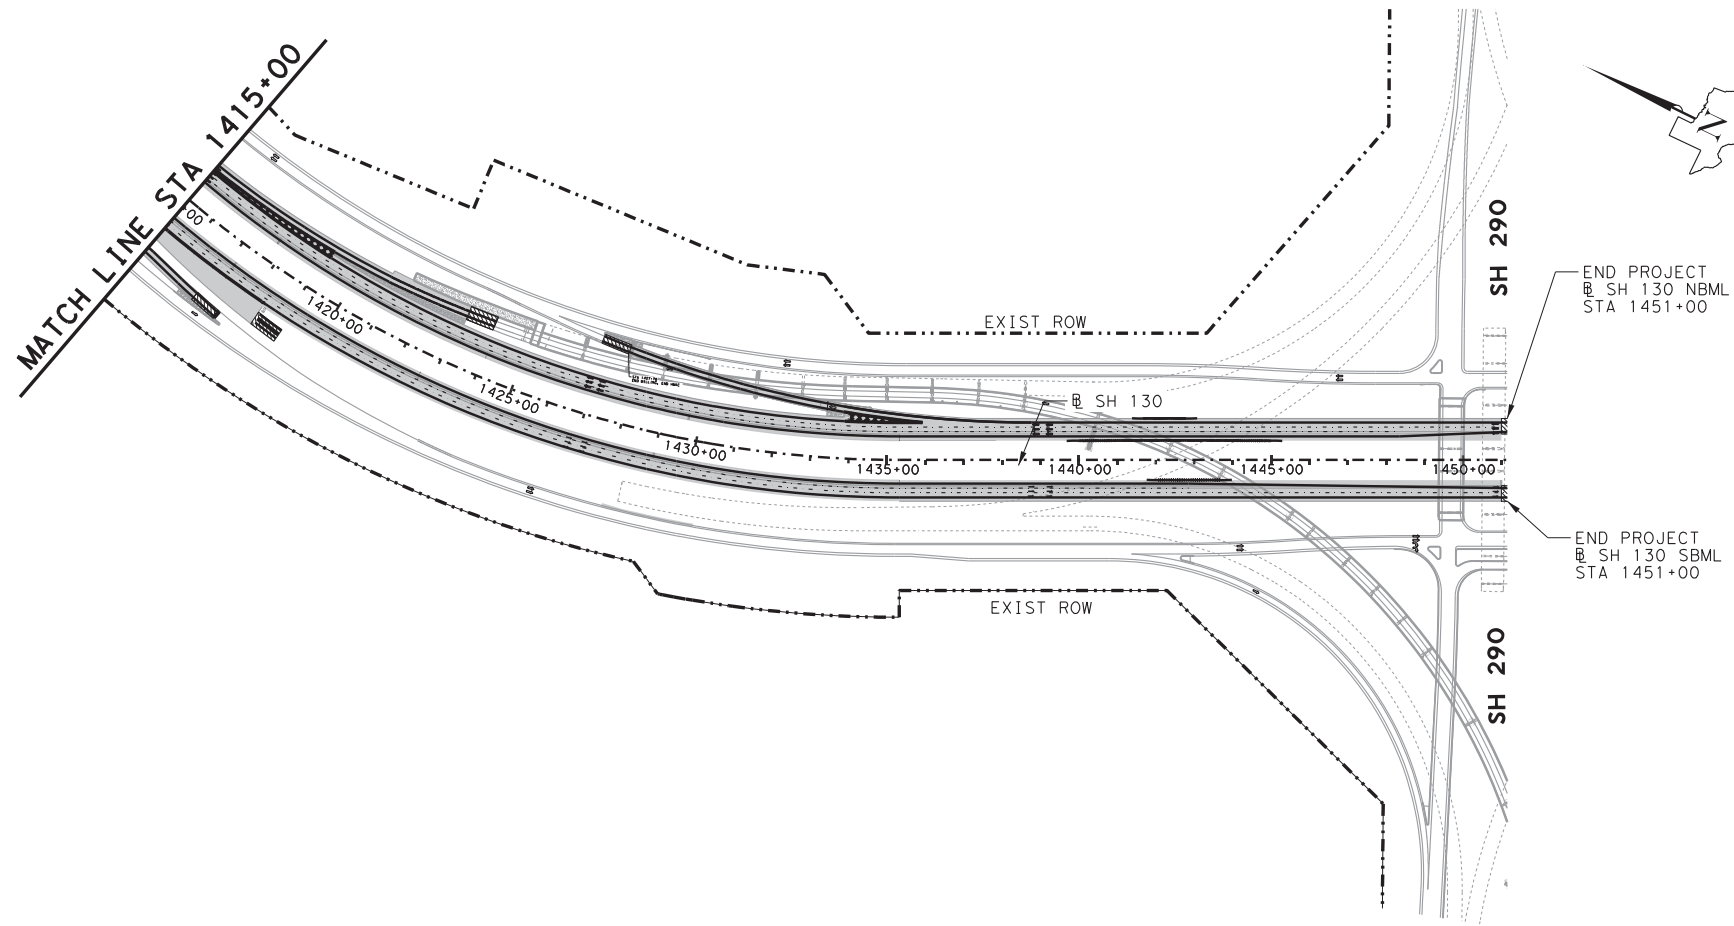 MATCH LINE STA 1415+00
+00
1420+00
1425+00
1430+00
1435+00
1440+00
1445+00
1450+00
EXIST ROW
℄ SH 130
EXIST ROW
SH 290
SH 290
N
END PROJECT
℄ SH 130 NBML
STA 1451+00
END PROJECT
℄ SH 130 SBML
STA 1451+00